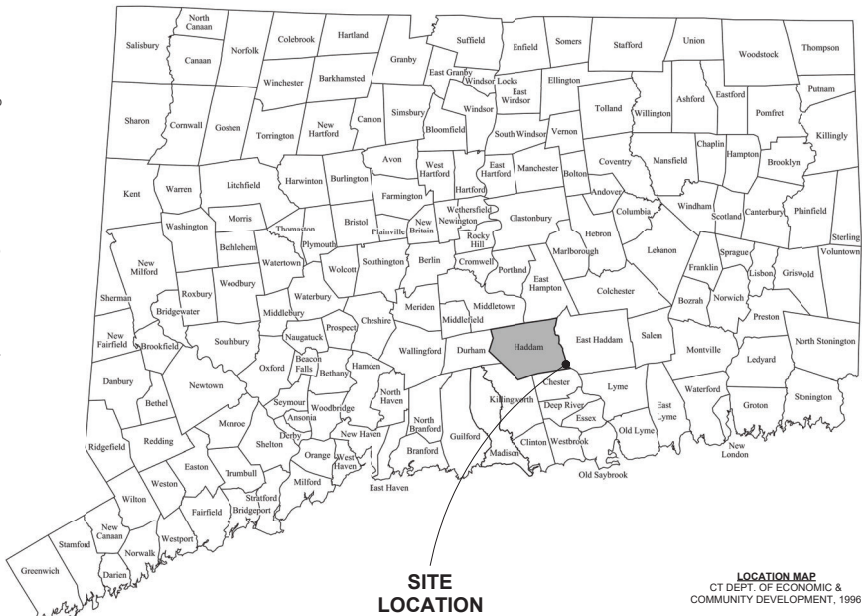 North
Canaan
Salisbury
Canaan
Norfolk
Colebrook
Hartland
Granby
Suffield
Enfield
Somers
Stafford
Union
Woodstock
Thompson
East Granby
Windsor Locks
Winchester
Barkhamsted
East
Windsor
Ellington
Putnam
Sharon
Cornwall
Gosen
Torrington
New
Hartford
Canon
Simsbury
Bloomfield
Windsor
South Windsor
Vernon
Tolland
Willington
Ashford
Eastford
Pomfret
Killingly
Chaplin
Hampton
Brooklyn
Kent
Warren
Litchfield
Harwinton
Burlington
Avon
West
Hartford
Hartford
East
Hartford
Manchester
Bolton
Coventry
Nansfield
Andover
Farmington
Wethersfield
Newington
New
Britain
Plainville
Bristol
Plymouth
Thomaston
Morris
Washington
Bethlehem
Watertown
Rocky
Hill
Glastonbury
Hebron
Columbia
Windham
Scotland
Canterbury
Plainfield
Sterling
Voluntown
New
Milford
Sherman
Roxbury
Woodbury
Bridgewater
Wolcott
Southington
Berlin
Cromwell
Portland
East
Hampton
Marlborough
Lebanon
Colchester
Franklin
Sprague
Lisbon
Griswold
Bozrah
Norwich
Preston
Waterbury
Middlebury
Meriden
Middletown
Middlefield
Cheshire
Prospect
Naugatuck
Wallingford
Durham
Haddam
East Haddam
Salem
Montville
Ledyard
North Stonington
New
Fairfield
Brookfield
Southbury
Oxford
Beacon
Falls
Bethany
Hamden
Danbury
Bethel
Newtown
Seymour
Ansonia
Derby
Woodbridge
North
Haven
Killingworth
Chester
Deep River
Essex
Lyme
East
Lyme
Waterford
Groton
Stonington
New
London
Ridgefield
Redding
Monroe
Shelton
New Haven
Orange
West
Haven
North
Branford
Branford
Guilford
Madison
Clinton
Westbrook
Old Lyme
Old Saybrook
Easton
Trumbull
Milford
East Haven
Weston
Wilton
Stratford
Bridgeport
Fairfield
New
Canaan
Westport
Norwalk
Stamford
Darien
Greenwich
SITE
LOCATION
LOCATION MAP
CT DEPT. OF ECONOMIC &
COMMUNITY DEVELOPMENT, 1996